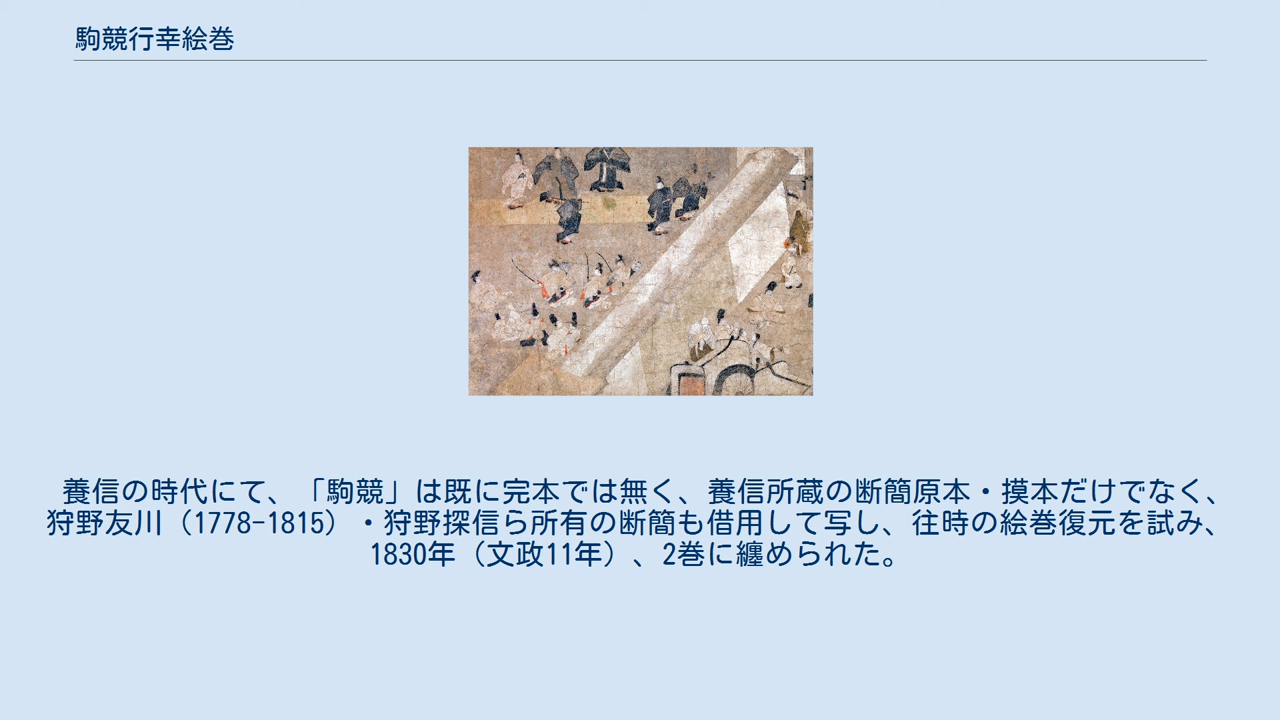 駒競行幸絵巻
養信の時代にて、「駒競」は既に完本では無く、養信所蔵の断簡原本・摸本だけでなく、
狩野友川（1778-1815）・狩野探信ら所有の断簡も借用して写し、往時の絵巻復元を試み、
1830年（文政11年）、2巻に纏められた。